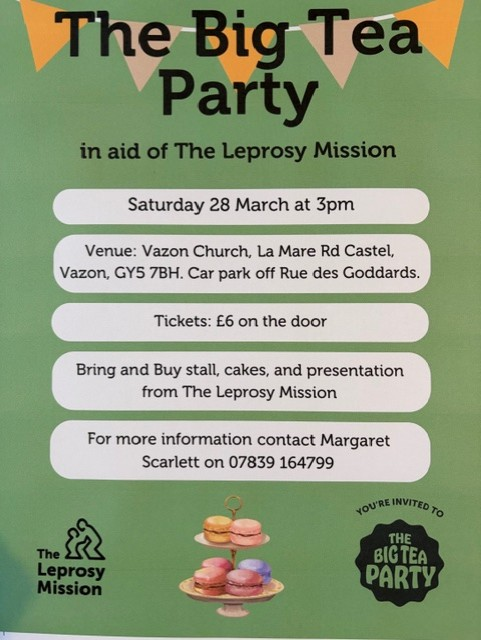 The Big Tea
Party
in aid of The Leprosy Mission
Saturday 28 March at 3pm
Venue: Vazon Church, La Mare Rd Castel,
Vazon, GY5 7BH. Car park off Rue des Goddards.
Tickets: £6 on the door
Bring and Buy stall, cakes, and presentation
from The Leprosy Mission
For more information contact Margaret
Scarlett on 07839 164799
The
Leprosy
Mission
YOU'RE INVITED TO
THE
BIG TEA
PARTY